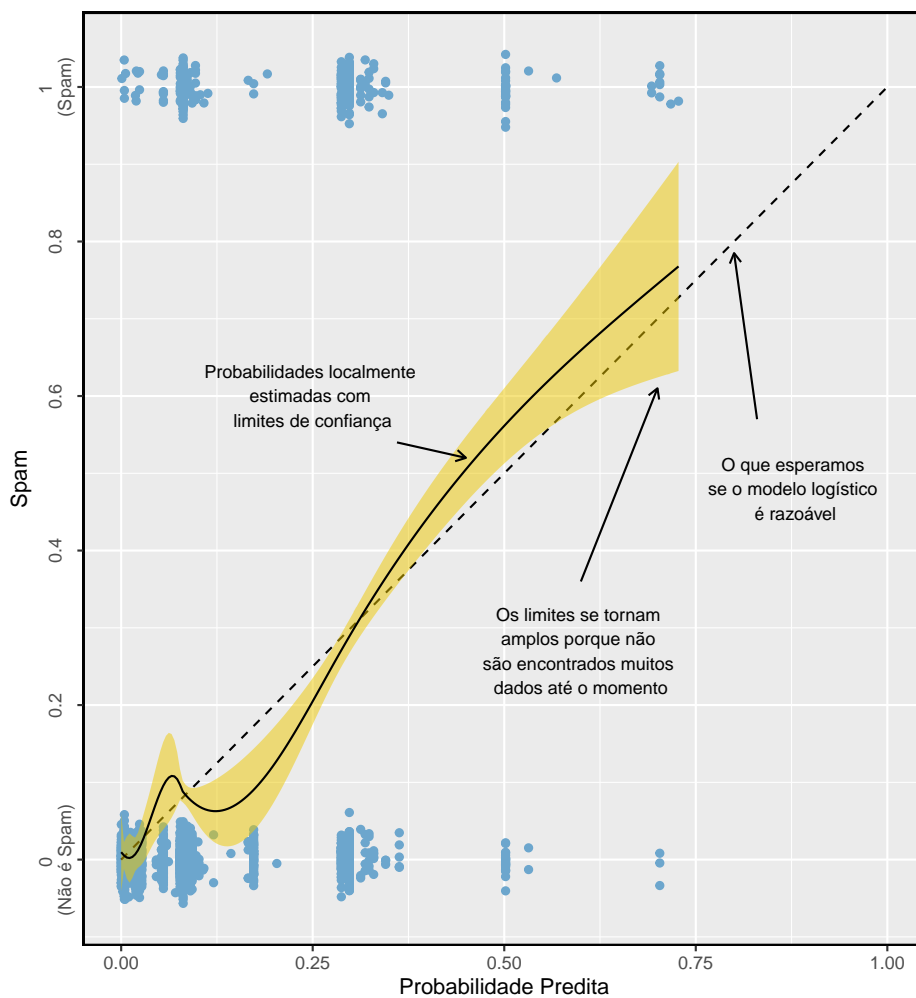 1
(Spam)
0.8
0.6
0.4
0.2
0
(Não é Spam)
Spam
Probabilidades localmente
estimadas com
limites de confiança
O que esperamos
se o modelo logístico
é razoável
Os limites se tornam
amplos porque não
são encontrados muitos
dados até o momento
0.00
0.25
0.50
0.75
1.00
Probabilidade Predita